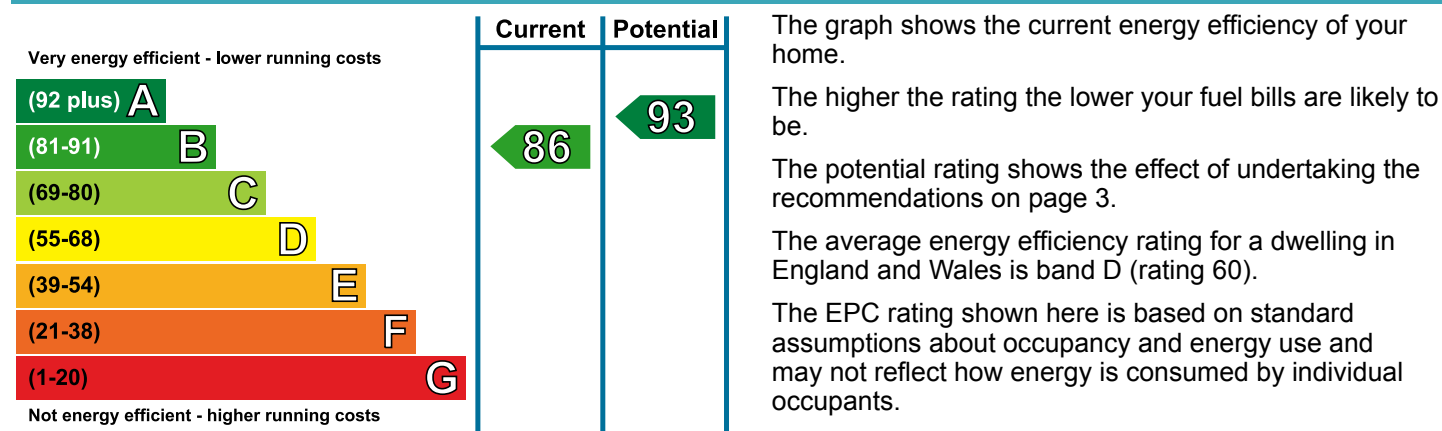 Current Potential
Very energy efficient - lower running costs
(92 plus) A
93
(81-91) B
86
(69-80) C
(55-68) D
(39-54) E
(21-38) F
(1-20) G
Not energy efficient - higher running costs
The graph shows the current energy efficiency of your
home.
The higher the rating the lower your fuel bills are likely to
be.
The potential rating shows the effect of undertaking the
recommendations on page 3.
The average energy efficiency rating for a dwelling in
England and Wales is band D (rating 60).
The EPC rating shown here is based on standard
assumptions about occupancy and energy use and
may not reflect how energy is consumed by individual
occupants.